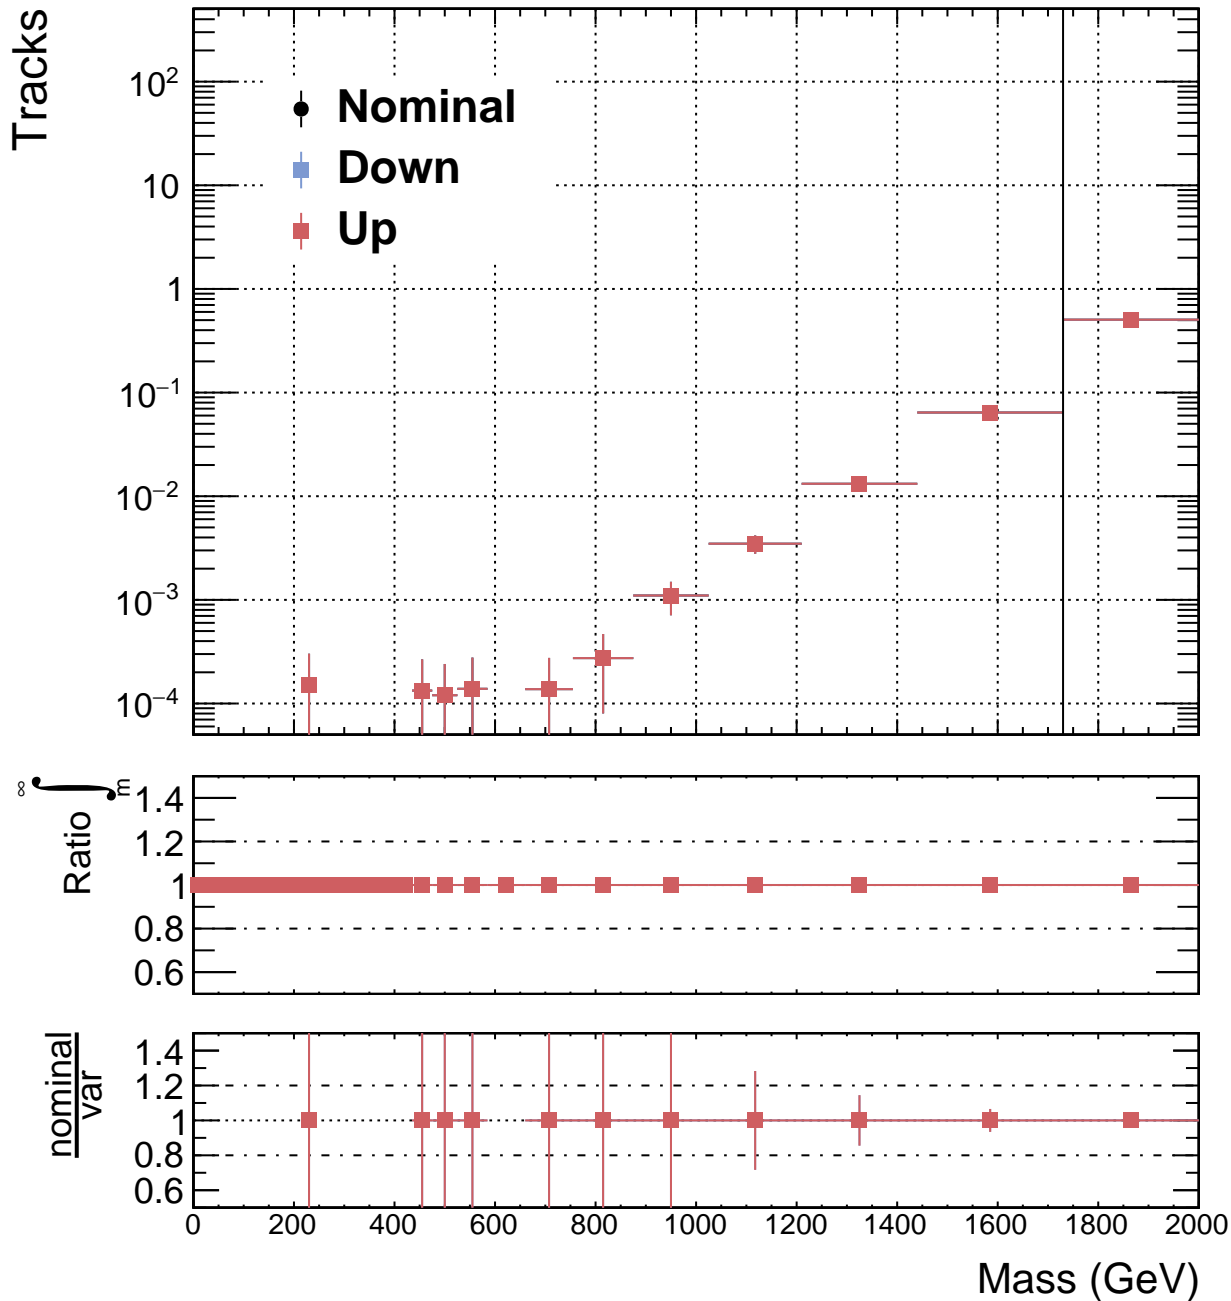 Tracks
10²
10
1
10⁻¹
10⁻²
10⁻³
10⁻⁴
Nominal
Down
Up
Ratio ∫ₘ^∞
1.4
1.2
1
0.8
0.6
nominal
var
1.4
1.2
1
0.8
0.6
0 200 400 600 800 1000 1200 1400 1600 1800 2000
Mass (GeV)